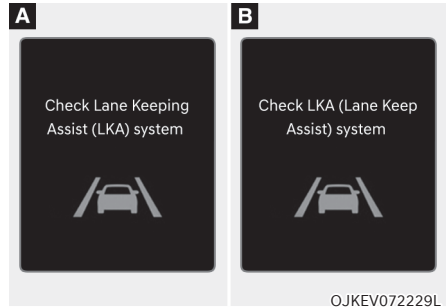 A
Check Lane Keeping
Assist (LKA) system
B
Check LKA (Lane Keep
Assist) system
OJKEV072229L